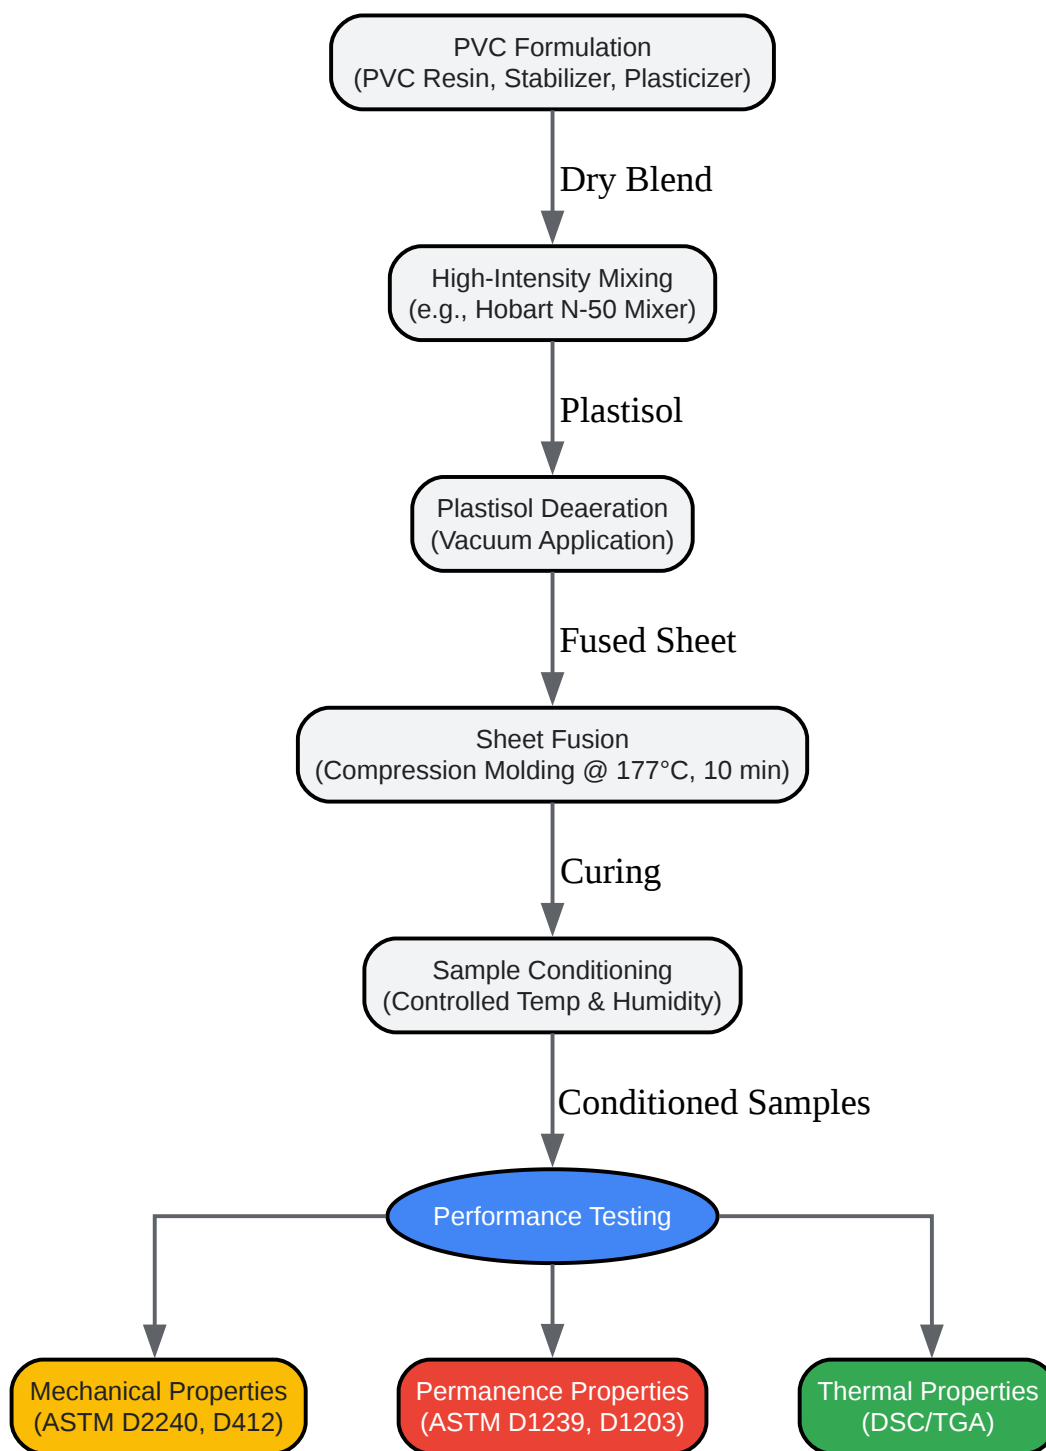 PVC Formulation
(PVC Resin, Stabilizer, Plasticizer)
Dry Blend
High-Intensity Mixing
(e.g., Hobart N-50 Mixer)
Plastisol
Plastisol Deaeration
(Vacuum Application)
Fused Sheet
Sheet Fusion
(Compression Molding @ 177°C, 10 min)
Curing
Sample Conditioning
(Controlled Temp & Humidity)
Conditioned Samples
Performance Testing
Mechanical Properties
(ASTM D2240, D412)
Permanence Properties
(ASTM D1239, D1203)
Thermal Properties
(DSC/TGA)